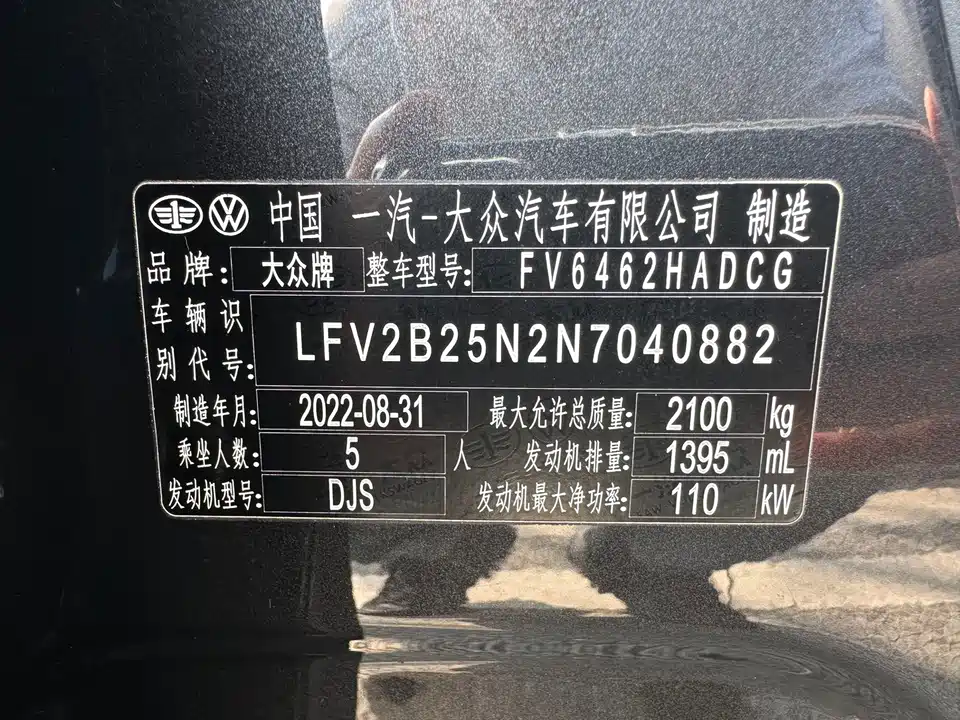 中国 一汽-大众汽车有限公司 制造
品牌: 大众牌 整车型号: FV6462HADCG
车辆识别代号: LFV2B25N2N7040882
制造年月: 2022-08-31 最大允许总质量: 2100 kg
乘坐人数: 5 人 发动机排量: 1395 mL
发动机型号: DJS 发动机最大净功率: 110 kW